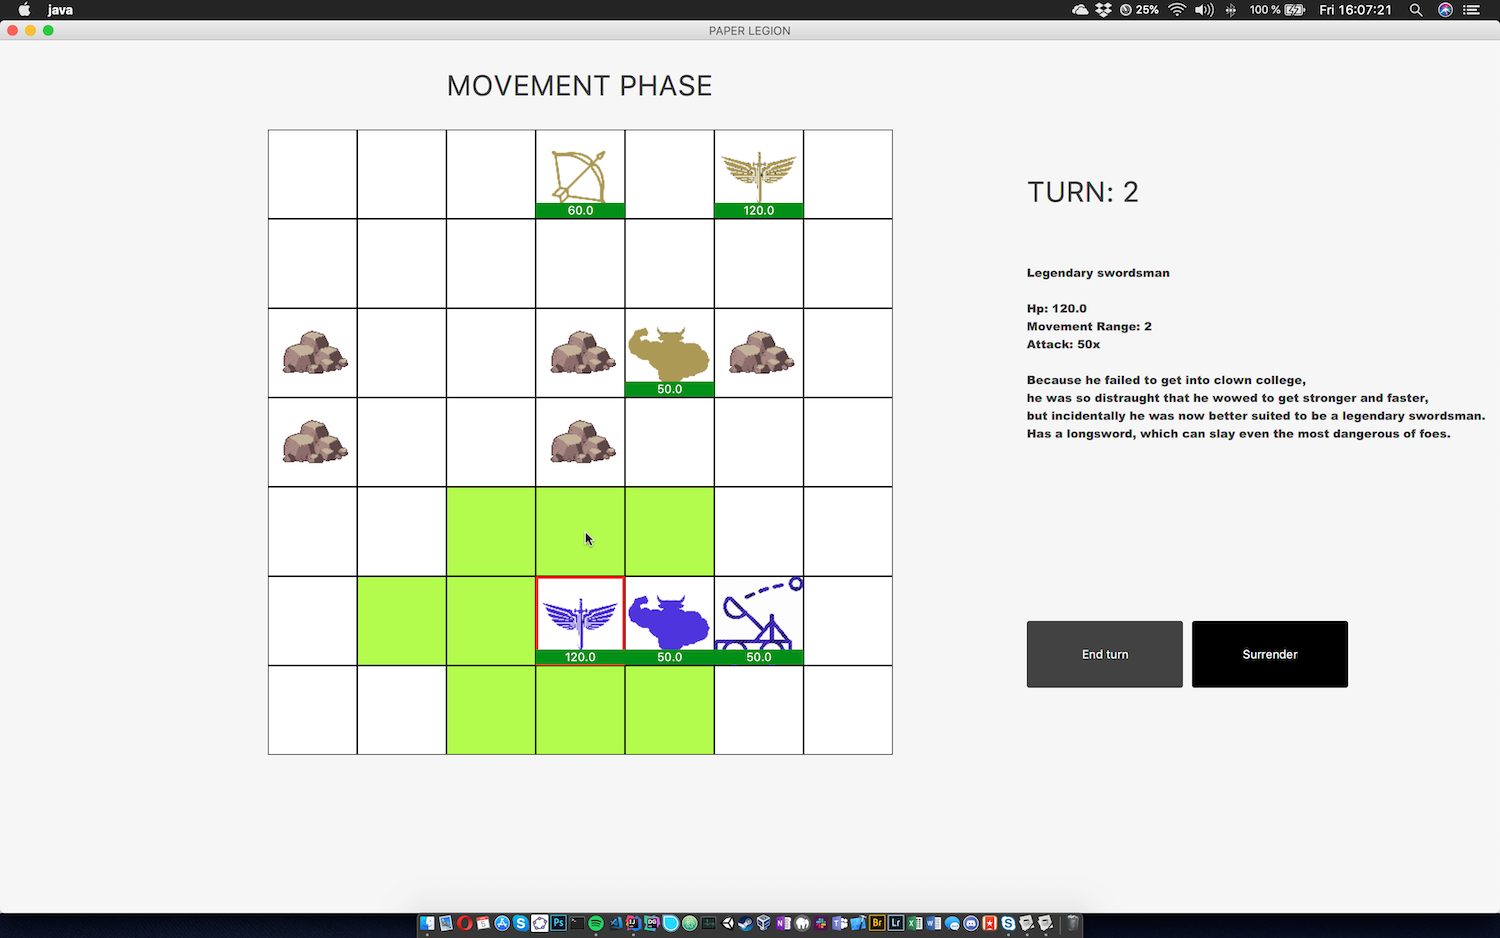 java
25%
100 %
Fri 16:07:21
PAPER LEGION
MOVEMENT PHASE
60.0
120.0
TURN: 2
Legendary swordsman
Hp: 120.0
Movement Range: 2
Attack: 50x
50.0
Because he failed to get into clown college,
he was so distraught that he wowed to get stronger and faster,
but incidentally he was now better suited to be a legendary swordsman.
Has a longsword, which can slay even the most dangerous of foes.
120.0
50.0
50.0
End turn
Surrender
Ps
Br
Lr